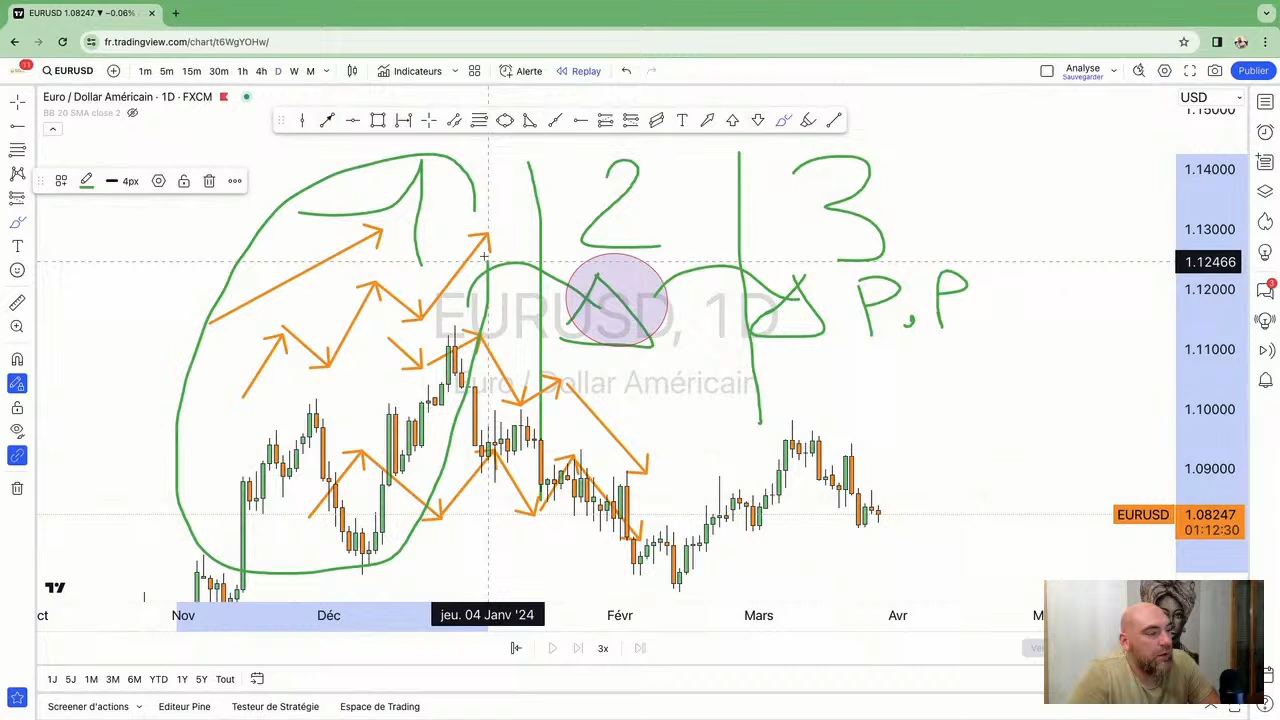 EURUSD 1.08247 ▼ −0.06%
fr.tradingview.com/chart/t6WgYOHw/
11
EURUSD 1m 5m 15m 30m 1h 4h D W M Indicateurs Alerte Replay Analyse Sauvegarder Publier
Euro / Dollar Américain · 1D · FXCM USD
BB 20 SMA close 2
4px
1.15000
1.14000
1.13000
1.12466
1.12000
1.11000
1.10000
1.09000
EURUSD 1.08247
01:12:30
1 2 3
P, P
EURUSD, 1D
Euro / Dollar Américain
3
ct Nov Déc jeu. 04 Janv '24 Févr Mars Avr M
3x
1J 5J 1M 3M 6M YTD 1Y 5Y Tout
Screener d'actions Editeur Pine Testeur de Stratégie Espace de Trading